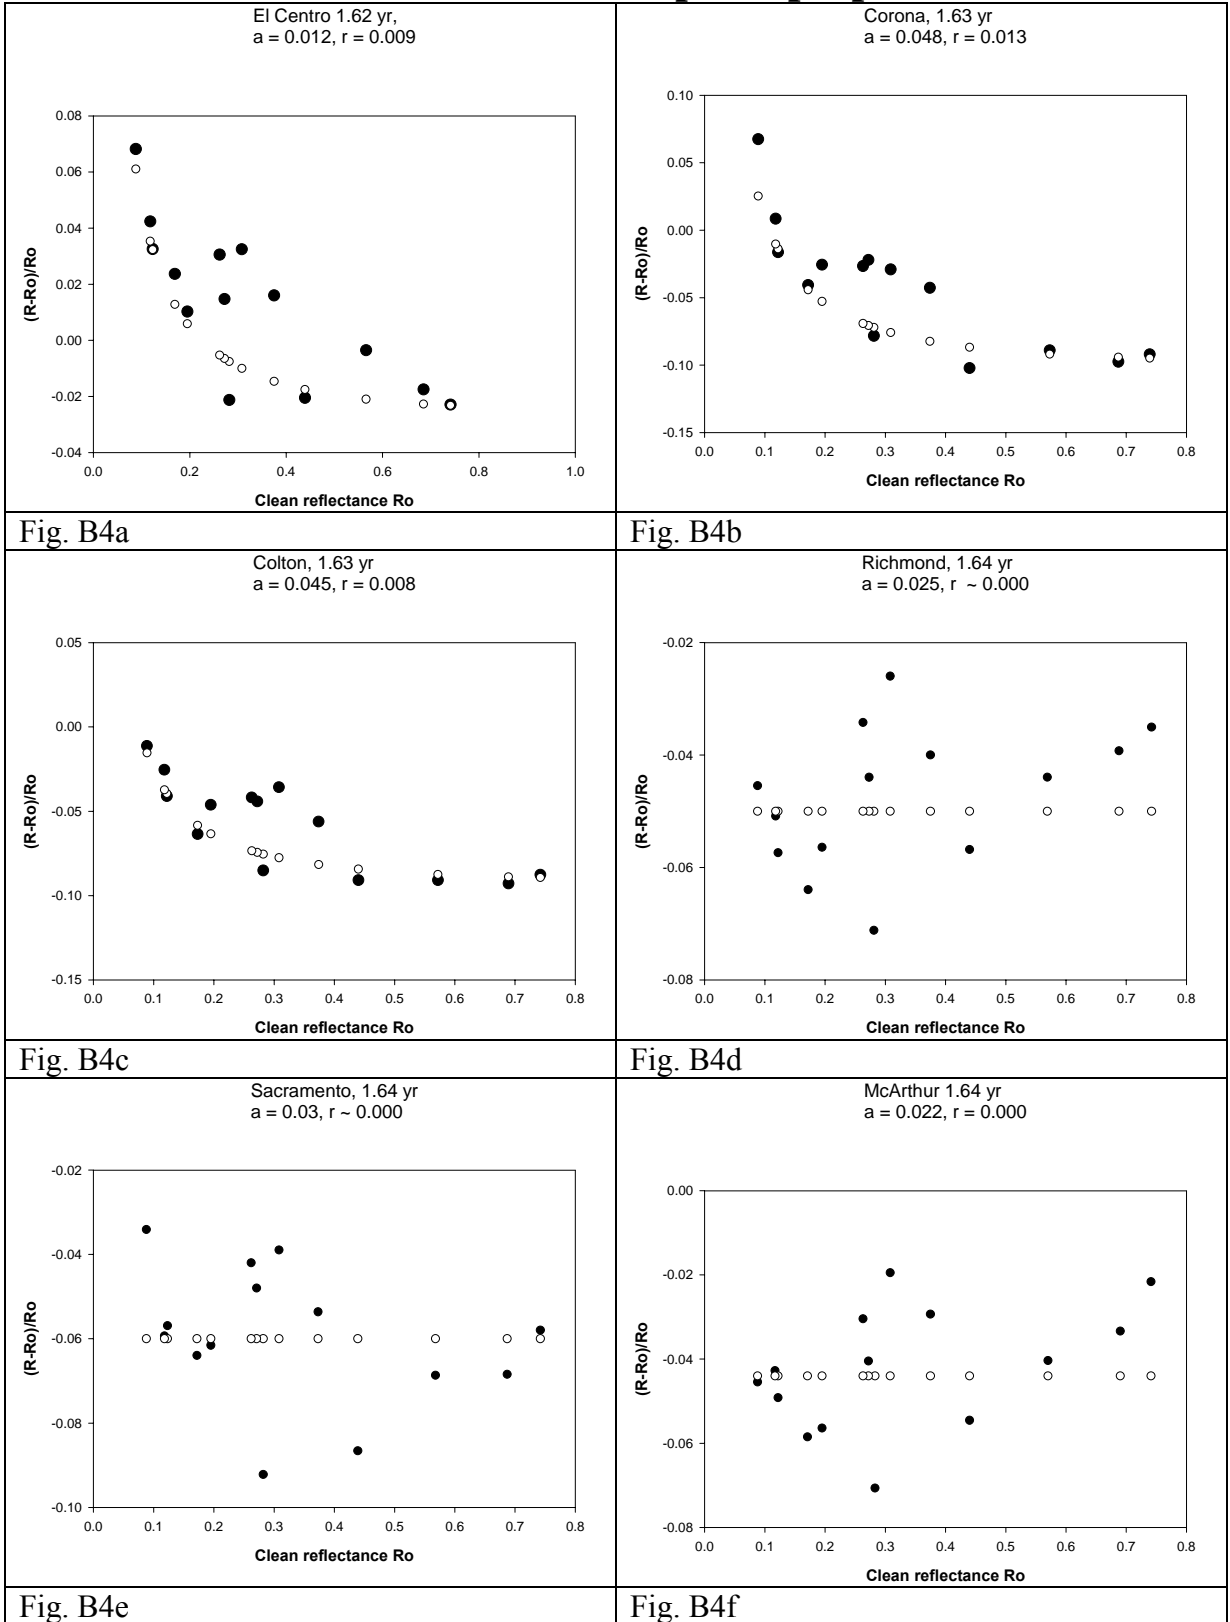 El Centro 1.62 yr,
a = 0.012, r = 0.009
0.08
0.06
0.04
0.02
0.00
-0.02
-0.04
(R-Ro)/Ro
0.0 0.2 0.4 0.6 0.8 1.0
Clean reflectance Ro
Fig. B4a
Corona, 1.63 yr
a = 0.048, r = 0.013
0.10
0.05
0.00
-0.05
-0.10
-0.15
(R-Ro)/Ro
0.0 0.1 0.2 0.3 0.4 0.5 0.6 0.7 0.8
Clean reflectance Ro
Fig. B4b
Colton, 1.63 yr
a = 0.045, r = 0.008
0.05
0.00
-0.05
-0.10
-0.15
(R-Ro)/Ro
0.0 0.1 0.2 0.3 0.4 0.5 0.6 0.7 0.8
Clean reflectance Ro
Fig. B4c
Richmond, 1.64 yr
a = 0.025, r ~ 0.000
-0.02
-0.04
-0.06
-0.08
(R-Ro)/Ro
0.0 0.1 0.2 0.3 0.4 0.5 0.6 0.7 0.8
Clean reflectance Ro
Fig. B4d
Sacramento, 1.64 yr
a = 0.03, r ~ 0.000
-0.02
-0.04
-0.06
-0.08
-0.10
(R-Ro)/Ro
0.0 0.1 0.2 0.3 0.4 0.5 0.6 0.7 0.8
Clean reflectance Ro
Fig. B4e
McArthur 1.64 yr
a = 0.022, r = 0.000
0.00
-0.02
-0.04
-0.06
-0.08
(R-Ro)/Ro
0.0 0.1 0.2 0.3 0.4 0.5 0.6 0.7 0.8
Clean reflectance Ro
Fig. B4f